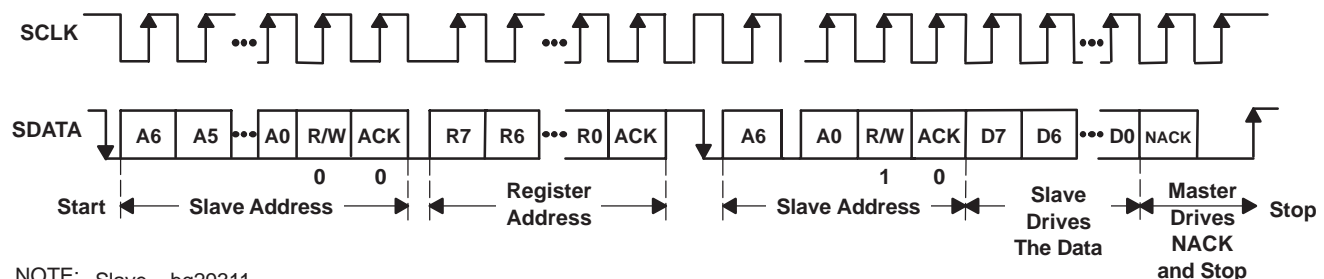 SCLK
••• ••• •••
SDATA A6 A5 ••• A0 R/W ACK R7 R6 ••• R0 ACK A6 A0 R/W ACK D7 D6 ••• D0 NACK
0 0 1 0
Start Slave Address Register Address Slave Address Slave Drives The Data Master Drives NACK and Stop Stop
NOTE: Slave bq29311